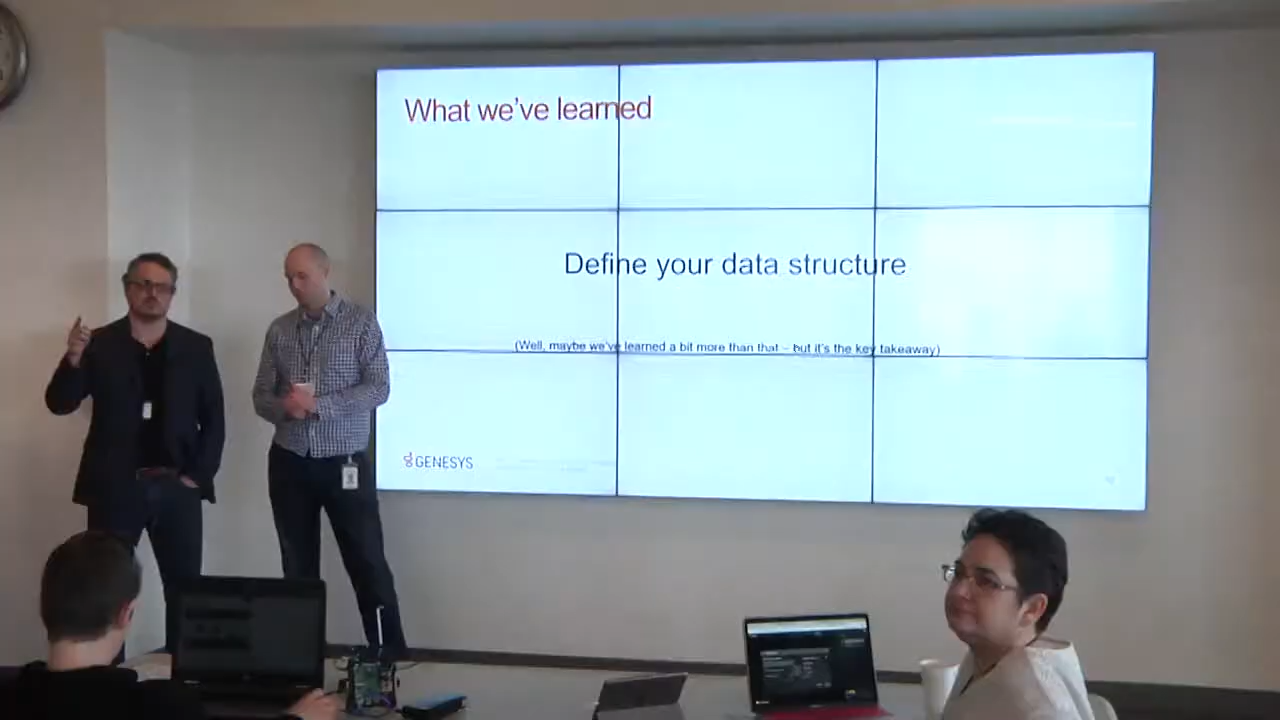 What we've learned
Define your data structure
(Well, maybe we've learned a bit more than that – but it's the key takeaway)
GENESYS